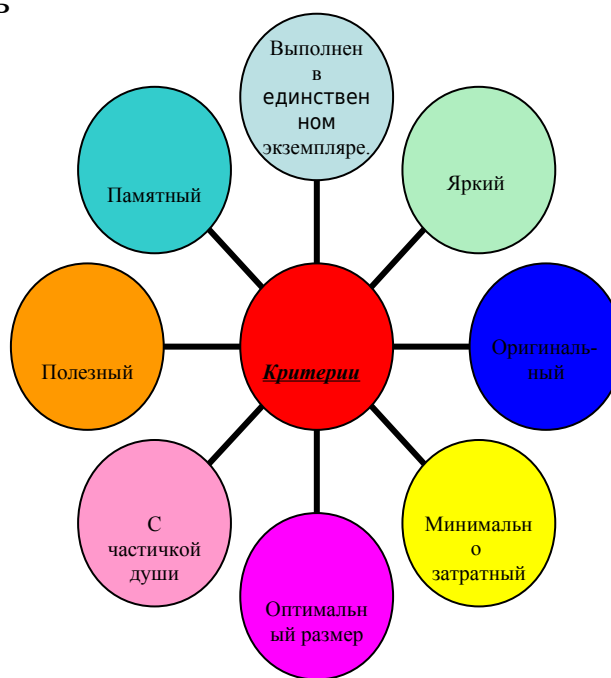 ь
Выполнен
в
единствен
ном
экземпляре.
Яркий
Оригиналь-
ный
Минимальн
о
затратный
Оптимальн
ый размер
С
частичкой
души
Полезный
Памятный
Критерии